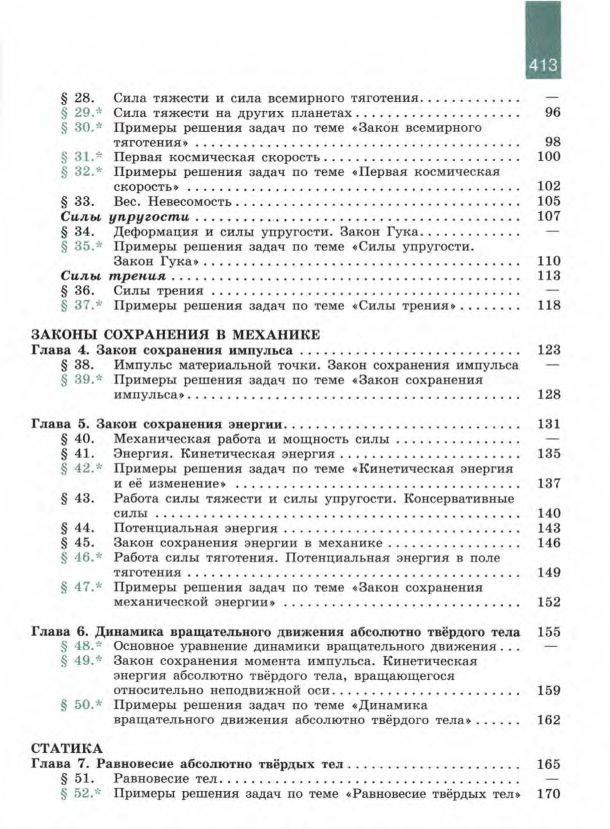 413
§ 28. Сила тяжести и сила всемирного тяготения. . . . . . . . . . . . . —
§ 29.* Сила тяжести на других планетах . . . . . . . . . . . . . . . . . . . . . 96
§ 30.* Примеры решения задач по теме «Закон всемирного
тяготения» . . . . . . . . . . . . . . . . . . . . . . . . . . . . . . . . . . . . . . . . . 98
§ 31.* Первая космическая скорость . . . . . . . . . . . . . . . . . . . . . . . . . 100
§ 32.* Примеры решения задач по теме «Первая космическая
скорость» . . . . . . . . . . . . . . . . . . . . . . . . . . . . . . . . . . . . . . . . . . 102
§ 33. Вес. Невесомость . . . . . . . . . . . . . . . . . . . . . . . . . . . . . . . . . . . . 105
Силы упругости . . . . . . . . . . . . . . . . . . . . . . . . . . . . . . . . . . . . . . . . . 107
§ 34. Деформация и силы упругости. Закон Гука. . . . . . . . . . . . . —
§ 35.* Примеры решения задач по теме «Силы упругости.
Закон Гука» . . . . . . . . . . . . . . . . . . . . . . . . . . . . . . . . . . . . . . . . 110
Силы трения . . . . . . . . . . . . . . . . . . . . . . . . . . . . . . . . . . . . . . . . . . . . 113
§ 36. Силы трения . . . . . . . . . . . . . . . . . . . . . . . . . . . . . . . . . . . . . . . —
§ 37.* Примеры решения задач по теме «Силы трения» . . . . . . . . 118
ЗАКОНЫ СОХРАНЕНИЯ В МЕХАНИКЕ
Глава 4. Закон сохранения импульса . . . . . . . . . . . . . . . . . . . . . . . . . . . . 123
§ 38. Импульс материальной точки. Закон сохранения импульса —
§ 39.* Примеры решения задач по теме «Закон сохранения
импульса» . . . . . . . . . . . . . . . . . . . . . . . . . . . . . . . . . . . . . . . . . . 128
Глава 5. Закон сохранения энергии. . . . . . . . . . . . . . . . . . . . . . . . . . . . . . 131
§ 40. Механическая работа и мощность силы . . . . . . . . . . . . . . . . —
§ 41. Энергия. Кинетическая энергия . . . . . . . . . . . . . . . . . . . . . . . 135
§ 42.* Примеры решения задач по теме «Кинетическая энергия
и её изменение» . . . . . . . . . . . . . . . . . . . . . . . . . . . . . . . . . . . . . 137
§ 43. Работа силы тяжести и силы упругости. Консервативные
силы . . . . . . . . . . . . . . . . . . . . . . . . . . . . . . . . . . . . . . . . . . . . . . . 140
§ 44. Потенциальная энергия . . . . . . . . . . . . . . . . . . . . . . . . . . . . . . 143
§ 45. Закон сохранения энергии в механике . . . . . . . . . . . . . . . . . 146
§ 46.* Работа силы тяготения. Потенциальная энергия в поле
тяготения . . . . . . . . . . . . . . . . . . . . . . . . . . . . . . . . . . . . . . . . . . 149
§ 47.* Примеры решения задач по теме «Закон сохранения
механической энергии» . . . . . . . . . . . . . . . . . . . . . . . . . . . . . . 152
Глава 6. Динамика вращательного движения абсолютно твёрдого тела 155
§ 48.* Основное уравнение динамики вращательного движения . . . —
§ 49.* Закон сохранения момента импульса. Кинетическая
энергия абсолютно твёрдого тела, вращающегося
относительно неподвижной оси. . . . . . . . . . . . . . . . . . . . . . . . 159
§ 50.* Примеры решения задач по теме «Динамика
вращательного движения абсолютно твёрдого тела» . . . . . . 162
СТАТИКА
Глава 7. Равновесие абсолютно твёрдых тел . . . . . . . . . . . . . . . . . . . . . . 165
§ 51. Равновесие тел. . . . . . . . . . . . . . . . . . . . . . . . . . . . . . . . . . . . . . —
§ 52.* Примеры решения задач по теме «Равновесие твёрдых тел» 170